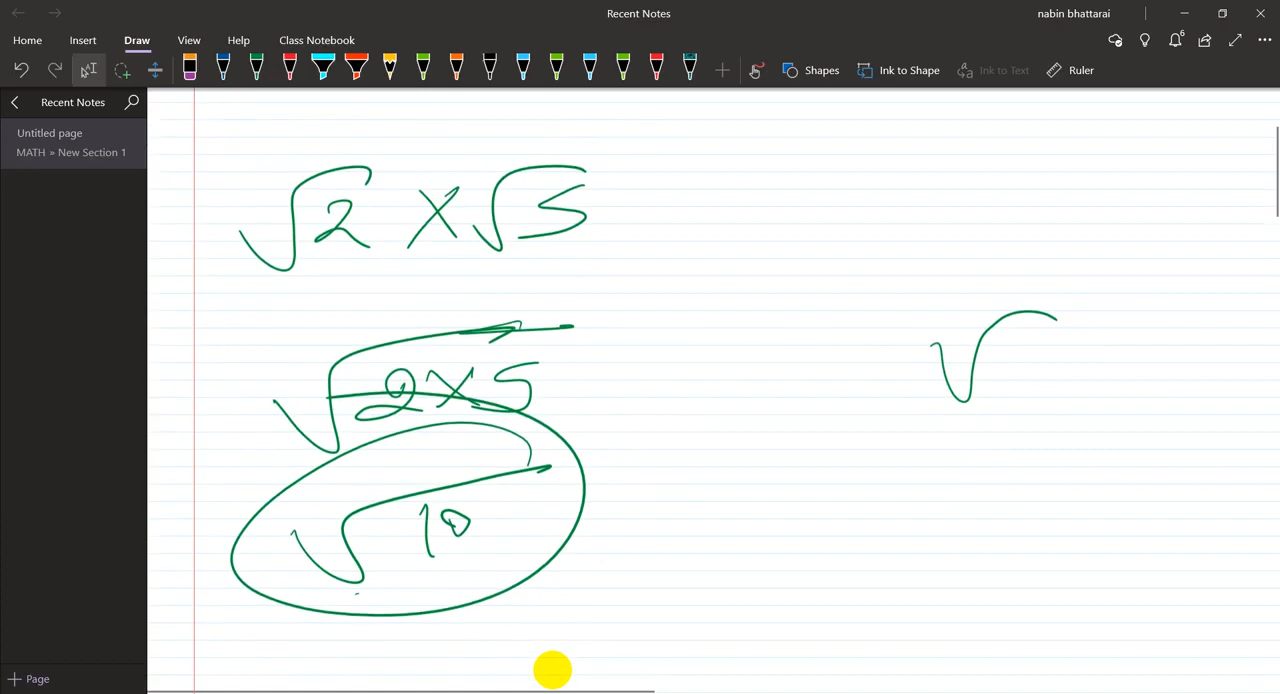 Recent Notes
nabin bhattarai
Home Insert Draw View Help Class Notebook
6
Shapes Ink to Shape Ink to Text Ruler
Recent Notes
Untitled page
MATH » New Section 1
√2 × √5
√2×5
√10
√
Page